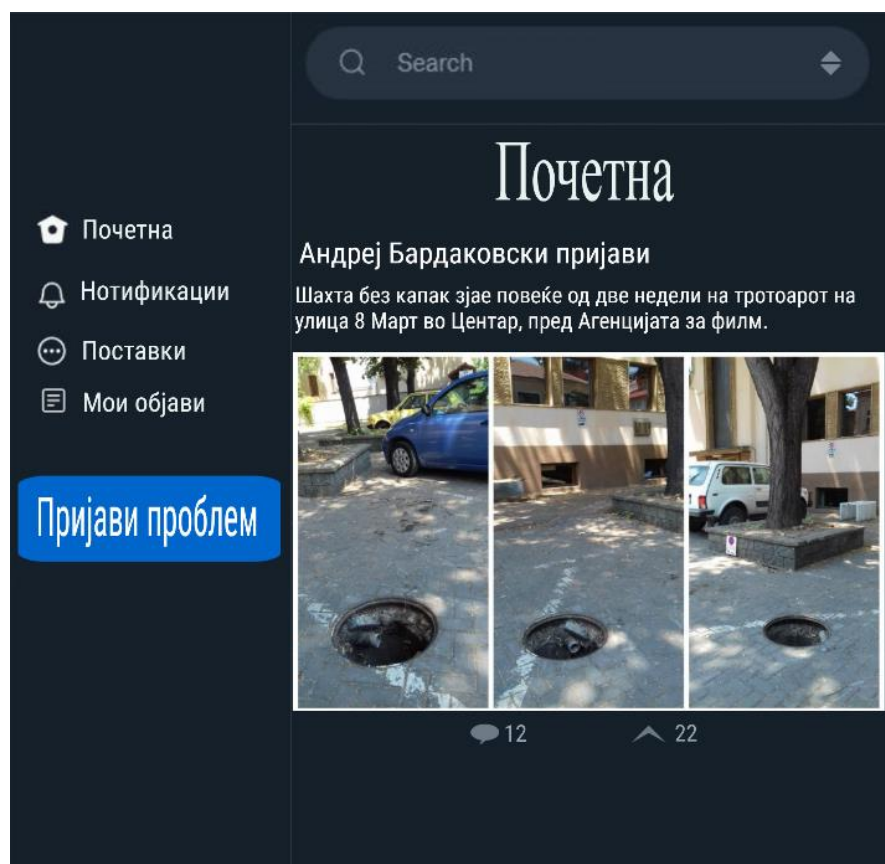 Search
Почетна
Почетна
Нотификации
Поставки
Мои објави
Пријави проблем
Андреј Бардаковски пријави
Шахта без капак зјае повеќе од две недели на тротоарот на
улица 8 Март во Центар, пред Агенцијата за филм.
12
22